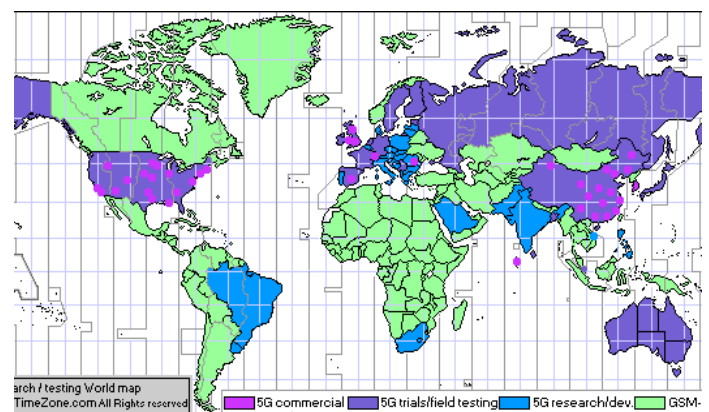 arch / testing World map
TimeZone.com All Rights reserved
5G commercial 5G trials/field testing 5G research/dev. GSM-